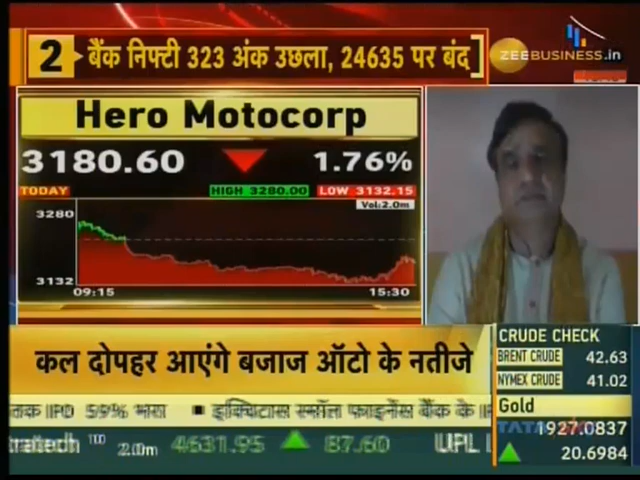 2 बैंक निफ्टी 323 अंक उछला, 24635 पर बंद
ZEEBUSINESS.in
Hero Motocorp
3180.60 1.76%
TODAY HIGH 3280.00 LOW 3132.15
Vol:2.0m
3280
3132
09:15 15:30
कल दोपहर आएंगे बजाज ऑटो के नतीजे
CRUDE CHECK
BRENT CRUDE 42.63
NYMEX CRUDE 41.02
Gold
1927.0837
20.6984
तक IPO 59% भरा ▪ इक्विटास स्मॉल फाइनेंस बैंक के
ratech 2.0m 4631.95 87.60 UPL